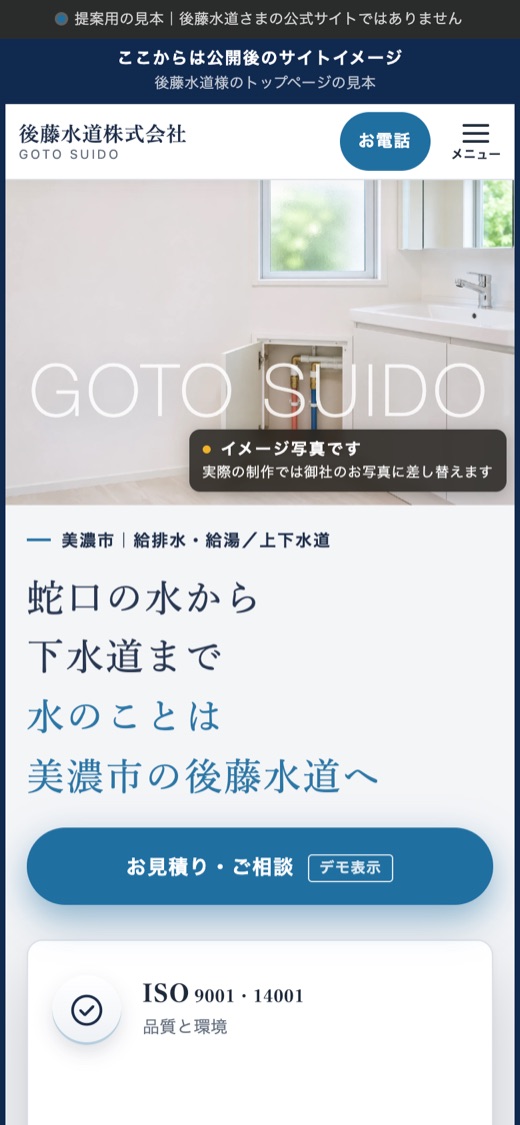 提案用の見本｜後藤水道さまの公式サイトではありません
ここからは公開後のサイトイメージ
後藤水道様のトップページの見本
後藤水道株式会社
GOTO SUIDO
お電話
メニュー
GOTO SUIDO
イメージ写真です
実際の制作では御社のお写真に差し替えます
美濃市｜給排水・給湯／上下水道
蛇口の水から
下水道まで
水のことは
美濃市の後藤水道へ
お見積り・ご相談 デモ表示
ISO 9001・14001
品質と環境